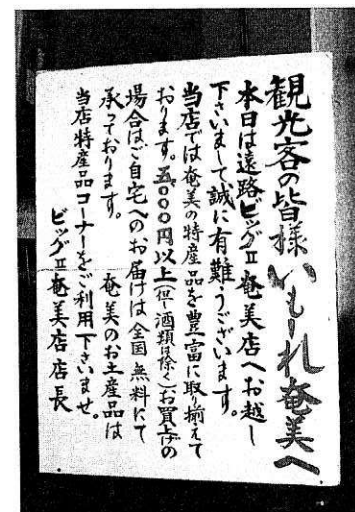 観光客の皆様 いもーれ奄美へ
本日は遠路ビッグⅡ奄美店へお越し
下さいまして誠に有難うございます。
当店では奄美の特産品を豊富に取り揃えて
おります。五〇〇〇円以上(但し酒類は除く)お買上げの
場合はご自宅へのお届けは全国無料にて
承っております。 奄美のお土産品は
当店特産品コーナーをご利用下さいませ。
ビッグⅡ奄美店 店長